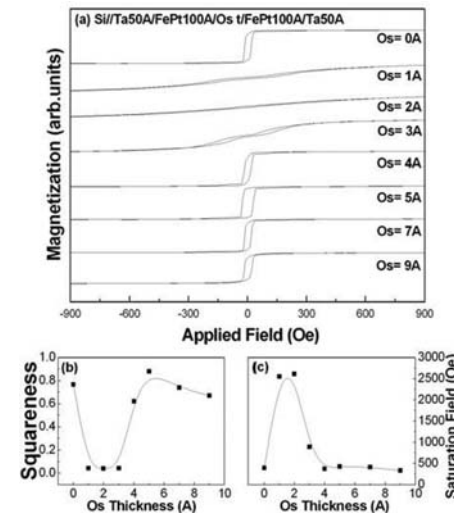 (a) Si//Ta50A/FePt100A/Os t/FePt100A/Ta50A
Os= 0A
Os= 1A
Os= 2A
Os= 3A
Os= 4A
Os= 5A
Os= 7A
Os= 9A
Magnetization (arb.units)
-900 -600 -300 0 300 600 900
Applied Field (Oe)
(b)
Squareness
1.0
0.8
0.6
0.4
0.2
0.0
0 2 4 6 8 10
Os Thickness (A)
(c)
3000
2500
2000
1500
1000
500
0
Saturation Field (Oe)
0 2 4 6 8 10
Os Thickness (A)